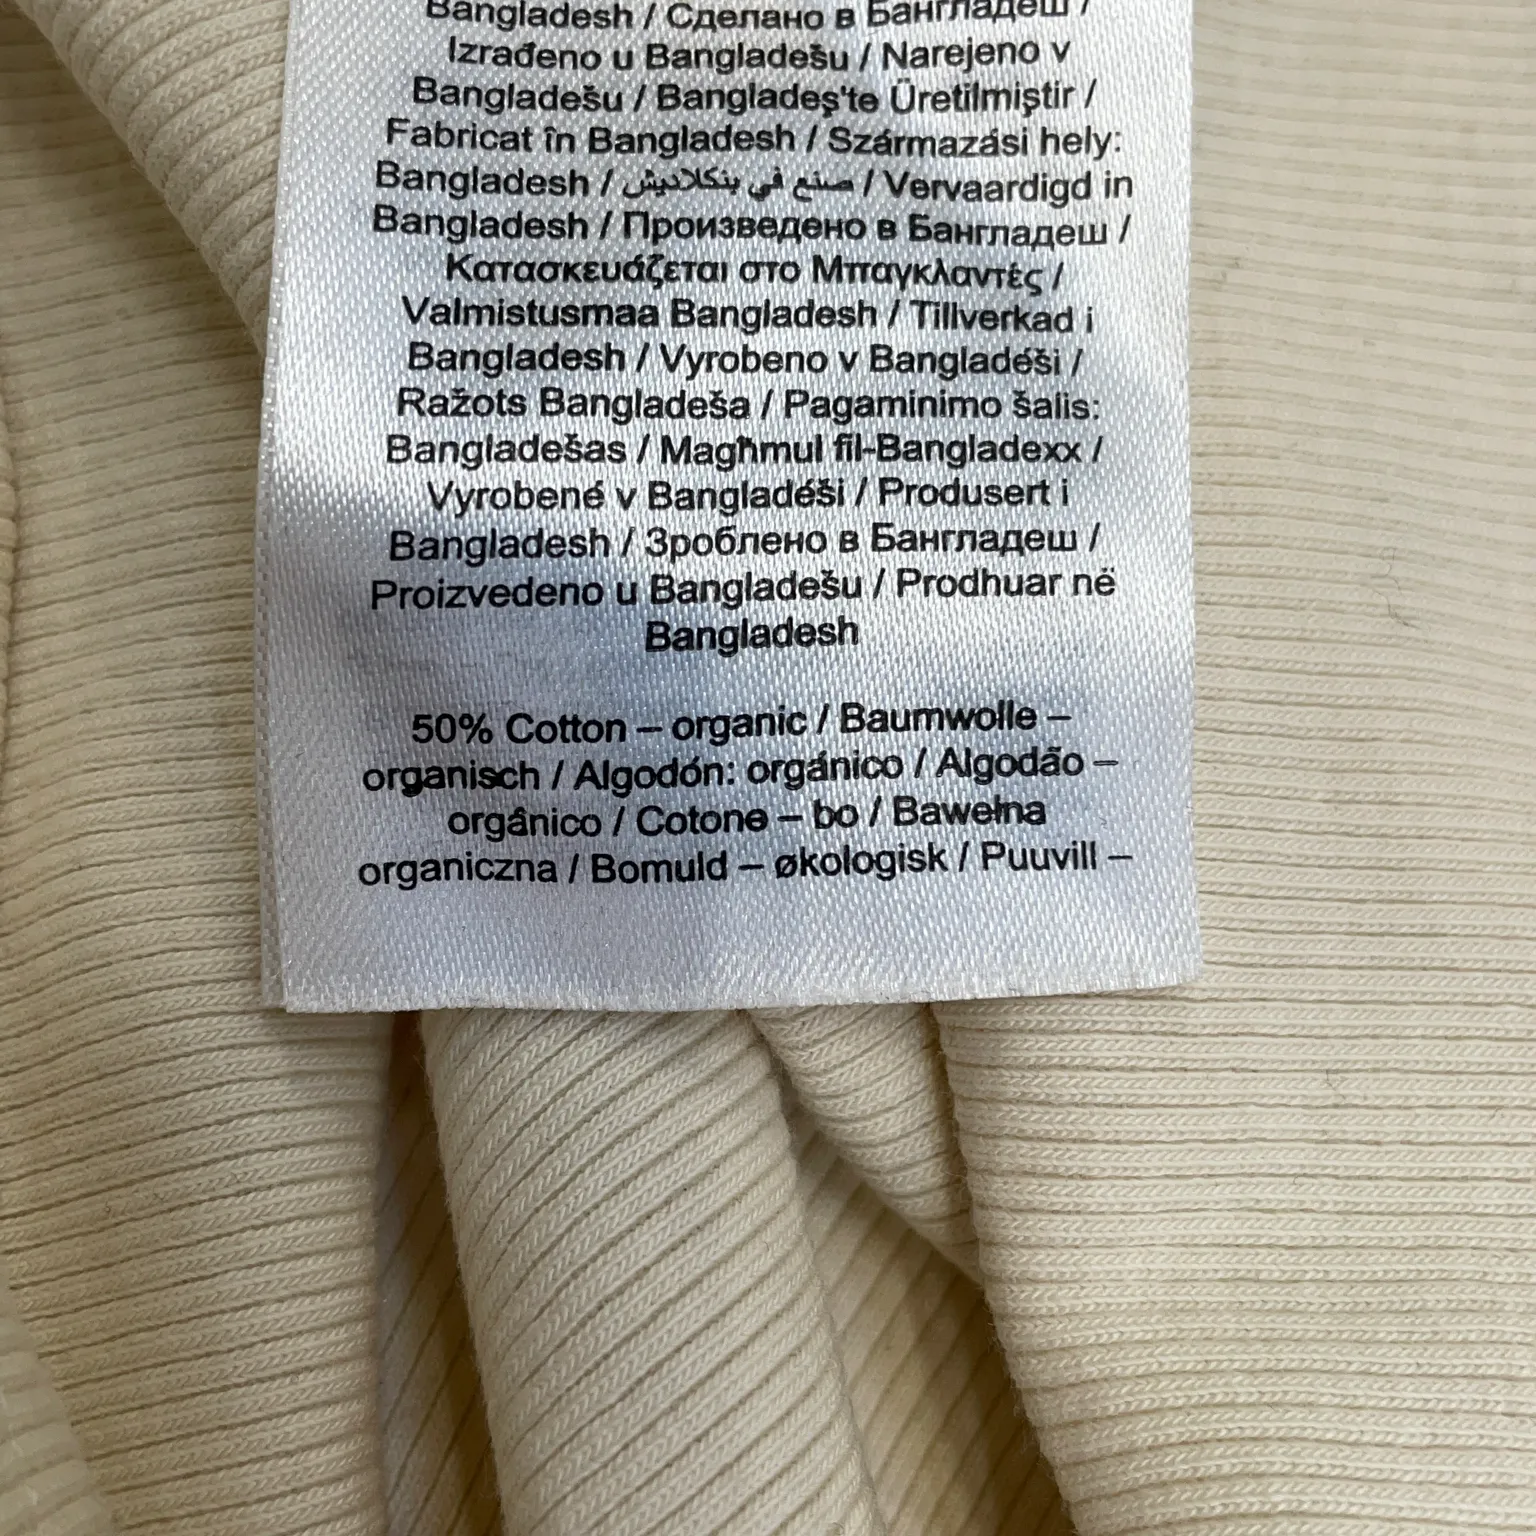 Bangladesh / Сделано в Бангладеш /
Izrađeno u Bangladešu / Narejeno v
Bangladešu / Bangladeş'te Üretilmiştir /
Fabricat în Bangladesh / Származási hely:
Bangladesh / صنع في بنكلاديش / Vervaardigd in
Bangladesh / Произведено в Бангладеш /
Κατασκευάζεται στο Μπαγκλαντές /
Valmistusmaa Bangladesh / Tillverkad i
Bangladesh / Vyrobeno v Bangladéši /
Ražots Bangladeša / Pagaminimo šalis:
Bangladešas / Magħmul fil-Bangladexx /
Vyrobené v Bangladéši / Produsert i
Bangladesh / Зроблено в Бангладеш /
Proizvedeno u Bangladešu / Prodhuar në
Bangladesh
50% Cotton – organic / Baumwolle –
organisch / Algodón: orgánico / Algodão –
orgânico / Cotone – bo / Bawełna
organiczna / Bomuld – økologisk / Puuvill –